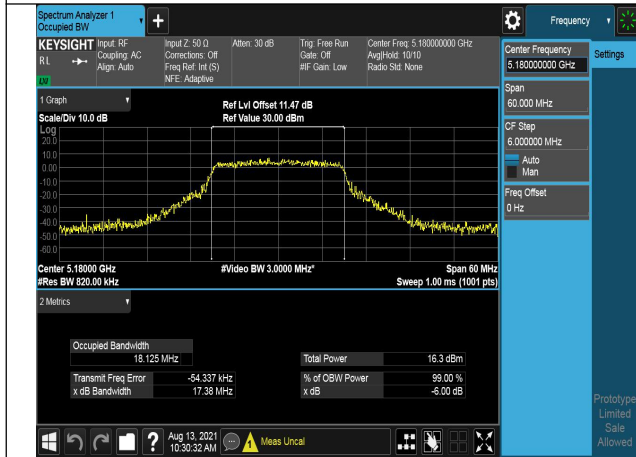 Spectrum Analyzer 1
Occupied BW
+
Frequency
KEYSIGHT
RL
LXI
Input: RF
Coupling: AC
Align: Auto
Input Z: 50 Ω
Corrections: Off
Freq Ref: Int (S)
NFE: Adaptive
Atten: 30 dB
Trig: Free Run
Gate: Off
#IF Gain: Low
Center Freq: 5.180000000 GHz
Avg|Hold: 10/10
Radio Std: None
Center Frequency
5.180000000 GHz
Settings
Span
60.000 MHz
CF Step
6.000000 MHz
Auto
Man
Freq Offset
0 Hz
1 Graph
Scale/Div 10.0 dB
Ref Lvl Offset 11.47 dB
Ref Value 30.00 dBm
Log
20.0
10.0
0.00
-10.0
-20.0
-30.0
-40.0
-50.0
-60.0
Center 5.18000 GHz
#Res BW 820.00 kHz
#Video BW 3.0000 MHz*
Span 60 MHz
Sweep 1.00 ms (1001 pts)
2 Metrics
Occupied Bandwidth
18.125 MHz
Total Power 16.3 dBm
Transmit Freq Error -54.337 kHz
% of OBW Power 99.00 %
x dB Bandwidth 17.38 MHz
x dB -6.00 dB
Prototype
Limited
Sale
Allowed
?
Aug 13, 2021
10:30:32 AM
Meas Uncal